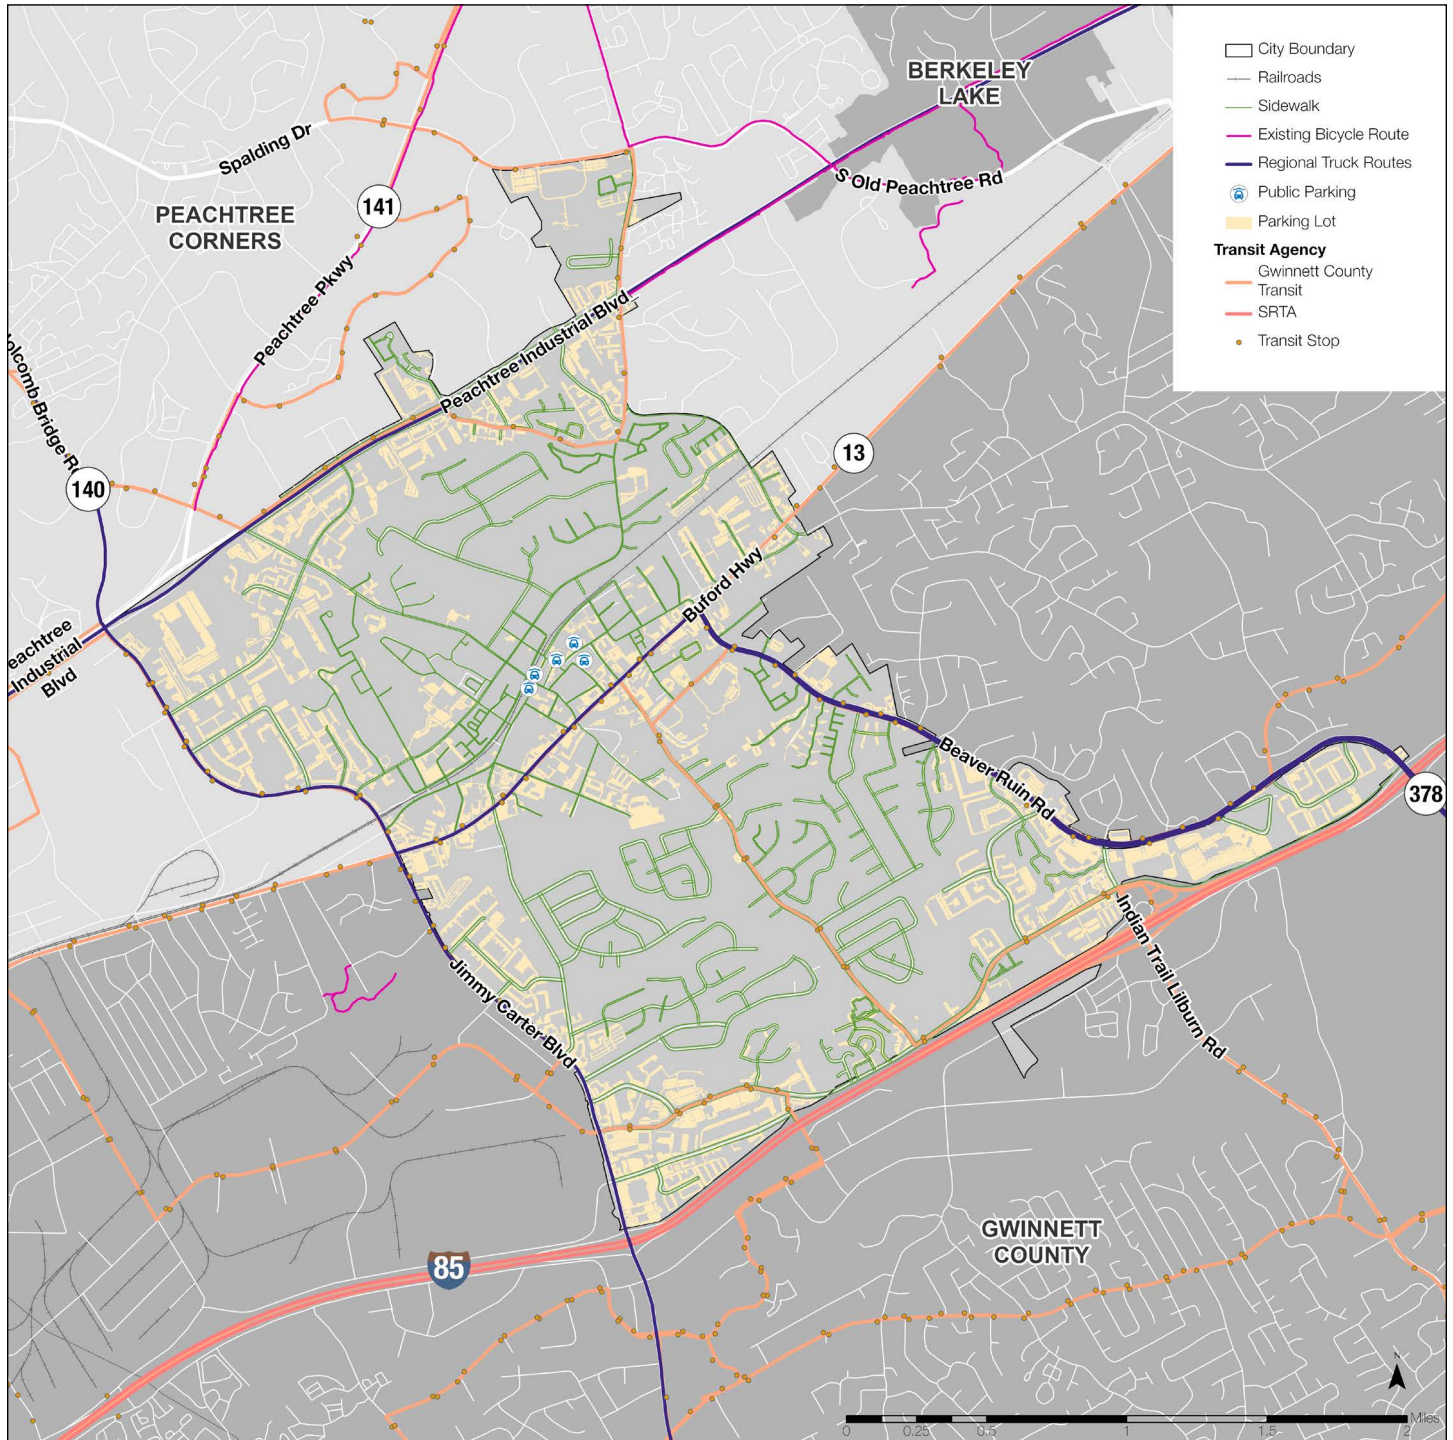 BERKELEY
LAKE
City Boundary
Railroads
Sidewalk
Existing Bicycle Route
Regional Truck Routes
Public Parking
Parking Lot
Transit Agency
Gwinnett County
Transit
SRTA
Transit Stop
Spalding Dr
S Old Peachtree Rd
141
PEACHTREE
CORNERS
Peachtree Pkwy
Peachtree Industrial Blvd
olcomb Bridge Rd
140
13
Buford Hwy
eachtree
Industrial
Blvd
Beaver Ruin Rd
378
Indian Trail Lilburn Rd
Jimmy Carter Blvd
85
GWINNETT
COUNTY
N
Miles
0 0.25 0.5 1 1.5 2